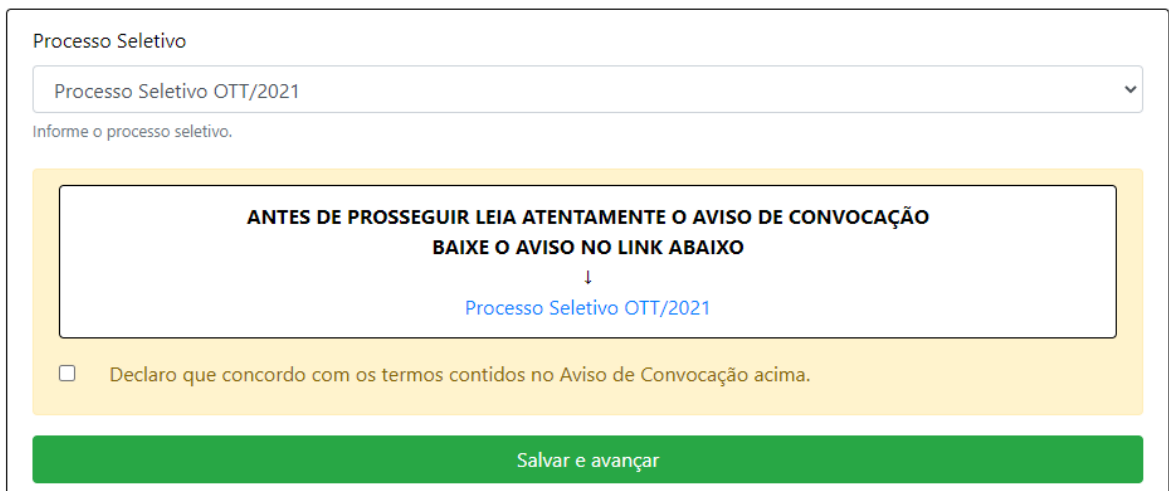 Processo Seletivo
Processo Seletivo OTT/2021
Informe o processo seletivo.
ANTES DE PROSSEGUIR LEIA ATENTAMENTE O AVISO DE CONVOCAÇÃO
BAIXE O AVISO NO LINK ABAIXO
↓
Processo Seletivo OTT/2021
Declaro que concordo com os termos contidos no Aviso de Convocação acima.
Salvar e avançar